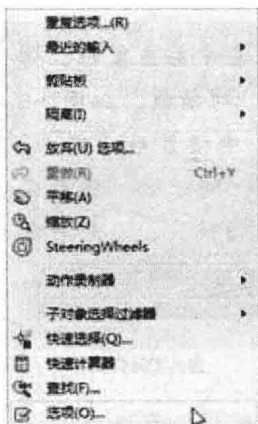 重复选项...(R)
最近的输入
剪贴板
隔离(I)
放弃(U) 选项...
重做(R) Ctrl+Y
平移(A)
缩放(Z)
SteeringWheels
动作录制器
子对象选择过滤器
快速选择(Q)...
快速计算器
查找(F)...
选项(O)...